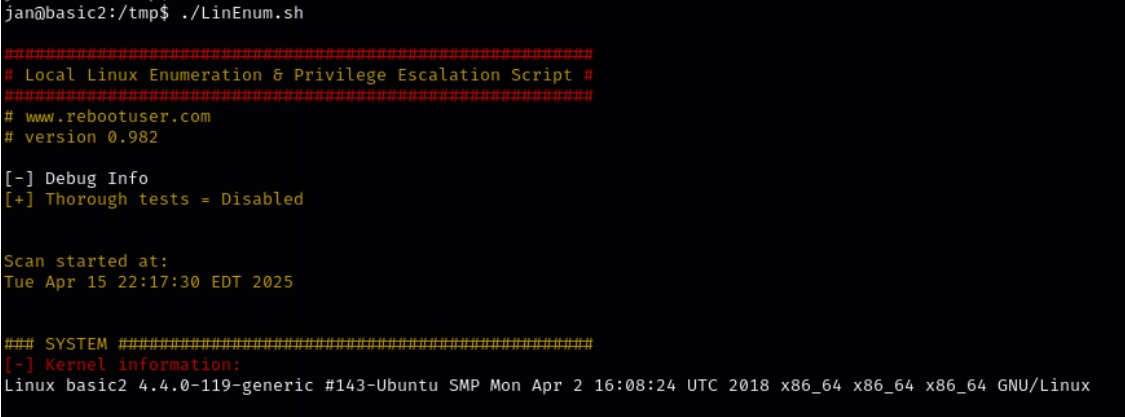 jan@basic2:/tmp$ ./LinEnum.sh
#########################################################
# Local Linux Enumeration & Privilege Escalation Script #
#########################################################
# www.rebootuser.com
# version 0.982
[-] Debug Info
[+] Thorough tests = Disabled
Scan started at:
Tue Apr 15 22:17:30 EDT 2025
### SYSTEM ##############################################
[-] Kernel information:
Linux basic2 4.4.0-119-generic #143-Ubuntu SMP Mon Apr 2 16:08:24 UTC 2018 x86_64 x86_64 x86_64 GNU/Linux